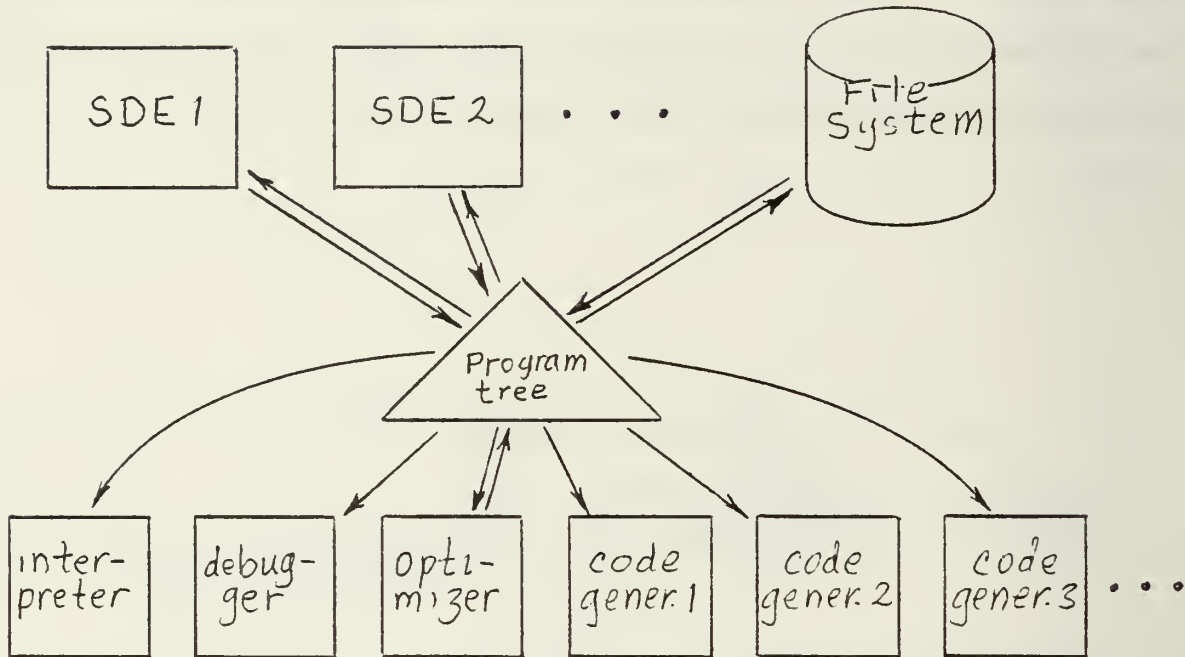 SDE 1
SDE 2
. . .
File
System
Program
tree
inter-
preter
debug-
ger
opti-
mizer
code
gener. 1
code
gener. 2
code
gener. 3
. . .